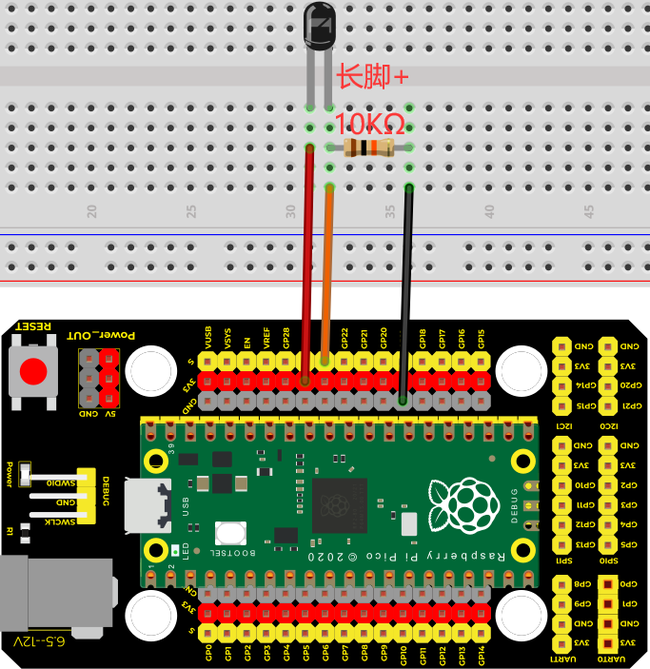 长脚+
10KΩ
20
25
30
35
40
45
RESET
Power_OUT
GND
5V
VUSB
VSYS
EN
VREF
GP28
GP22
GP21
GP20
GP18
GP17
GP16
GP15
S
3V3
GND
GND
3V3
GP14
GP15
I2C1
GND
3V3
GP20
GP21
I2C0
39
USB
BOOTSEL
LED
1
2
Raspberry Pi Pico © 2020
DEBUG
Power
R1
SWDIO
GND
SWCLK
DEBUG
6.5--12V
GND
3V3
GP10
GP11
GP12
GP13
SPI1
GND
3V3
GP2
GP3
GP4
GP5
SPI0
GP8
GP9
GND
3V3
UART1
GP0
GP1
GND
3V3
UART0
GND
3V3
S
GP0
GP1
GP2
GP3
GP4
GP5
GP6
GP7
GP8
GP9
GP10
GP11
GP12
GP13
GP14